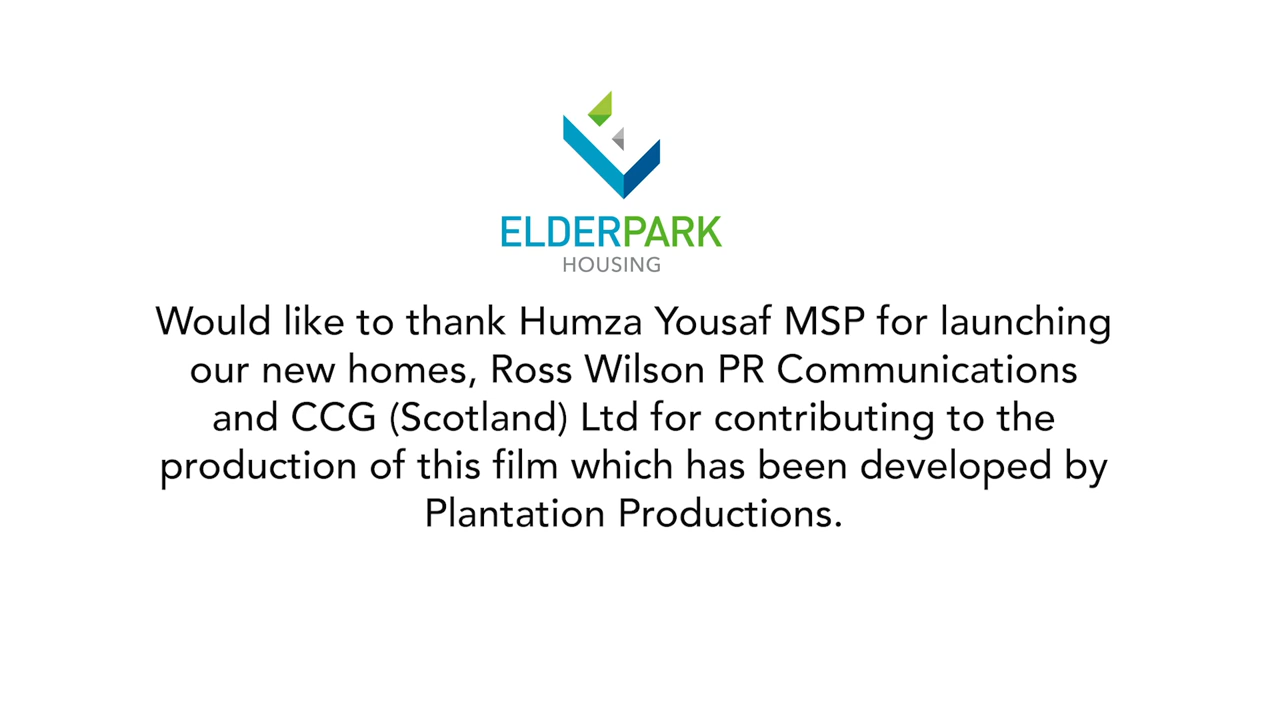 ELDERPARK
HOUSING
Would like to thank Humza Yousaf MSP for launching
our new homes, Ross Wilson PR Communications
and CCG (Scotland) Ltd for contributing to the
production of this film which has been developed by
Plantation Productions.